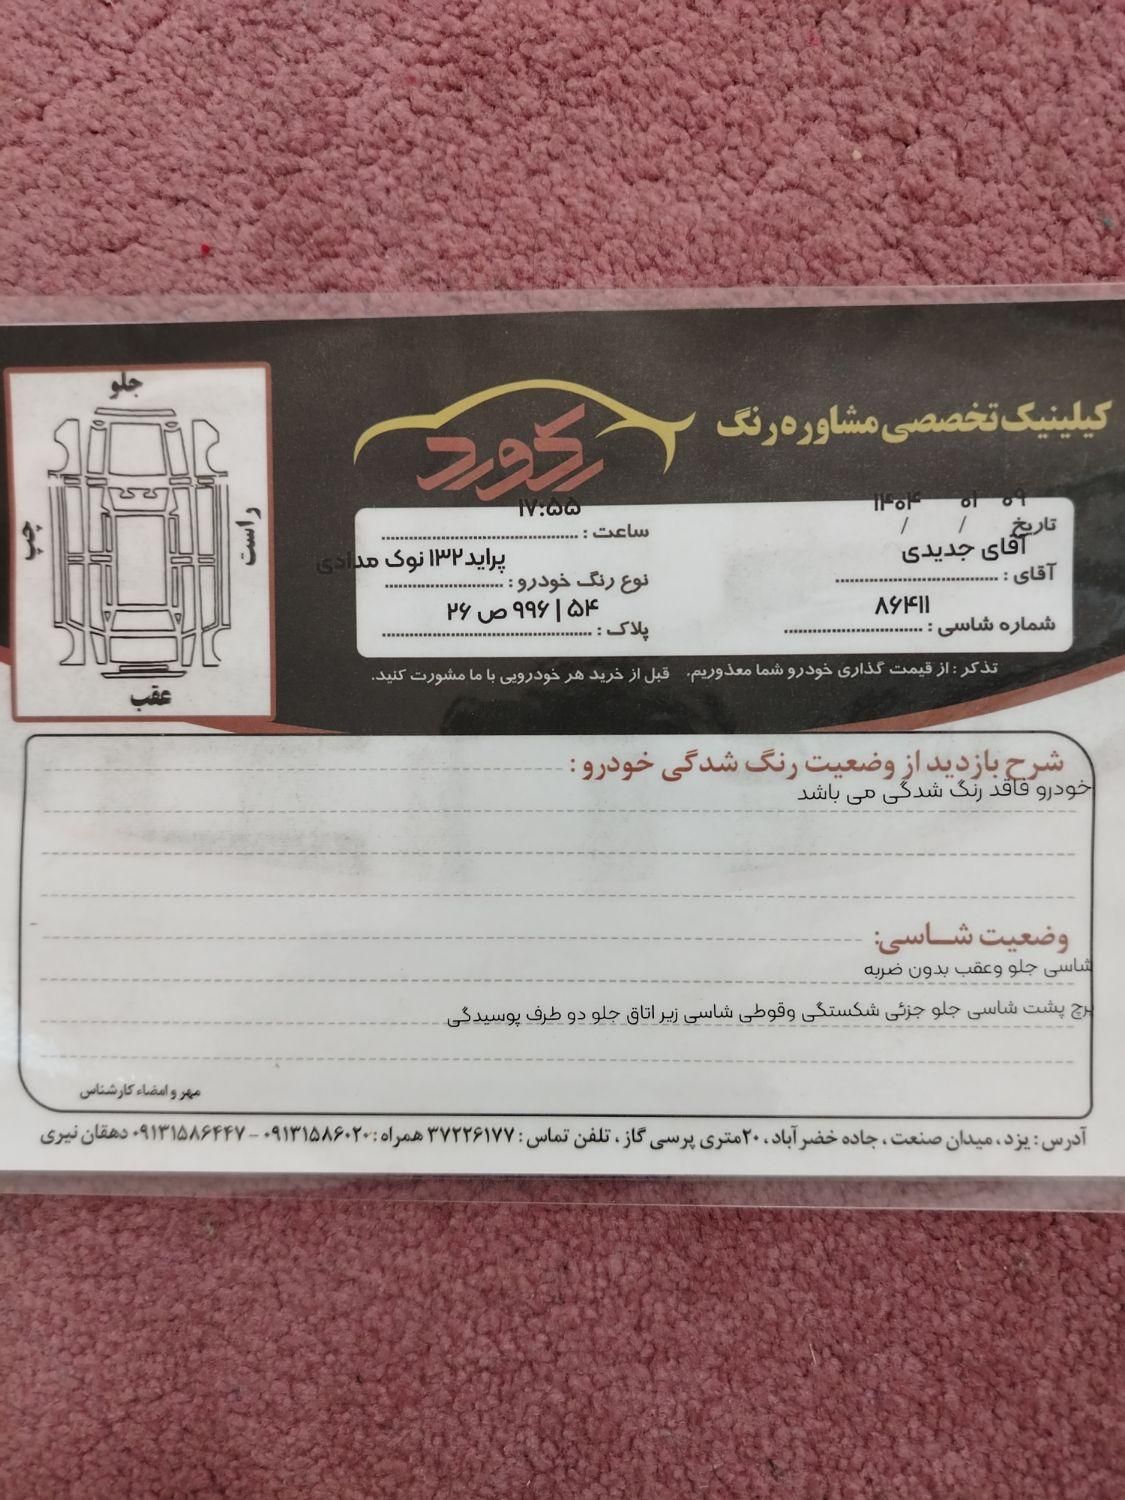 کیلینیک تخصصی مشاوره رنگ
رکورد
تاریخ ۰۹ / ۰۱ / ۱۴۰۴
ساعت : ۱۷:۵۵
آقای : آقای جدیدی
نوع رنگ خودرو : پراید۱۳۲ نوک مدادی
شماره شاسی : ۸۶۴۱۱
پلاک : ۵۴ | ۹۹۶ ص ۲۶
تذکر : از قیمت گذاری خودرو شما معذوریم. قبل از خرید هر خودرویی با ما مشورت کنید.
جلو
راست
چپ
عقب
شرح بازدید از وضعیت رنگ شدگی خودرو :
خودرو فاقد رنگ شدگی می باشد
وضعیت شاسی:
شاسی جلو وعقب بدون ضربه
پرچ پشت شاسی جلو جزئی شکستگی وقوطی شاسی زیر اتاق جلو دو طرف پوسیدگی
مهر و امضاء کارشناس
آدرس : یزد ، میدان صنعت ، جاده خضرآباد ، ۲۰متری پرسی گاز ، تلفن تماس : ۳۷۲۲۶۱۷۷ همراه : ۰۹۱۳۱۵۸۶۰۲۰ - ۰۹۱۳۱۵۸۶۴۴۷ دهقان نیری